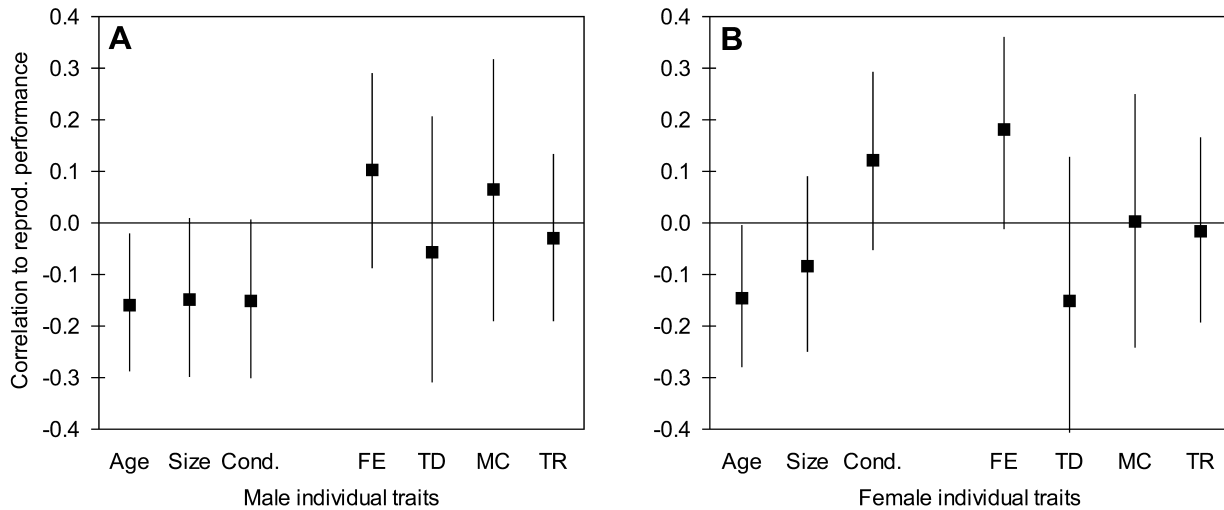 A
Correlation to reprod. performance
0.4
0.3
0.2
0.1
0.0
-0.1
-0.2
-0.3
-0.4
Age Size Cond. FE TD MC TR
Male individual traits
B
0.4
0.3
0.2
0.1
0.0
-0.1
-0.2
-0.3
-0.4
Age Size Cond. FE TD MC TR
Female individual traits